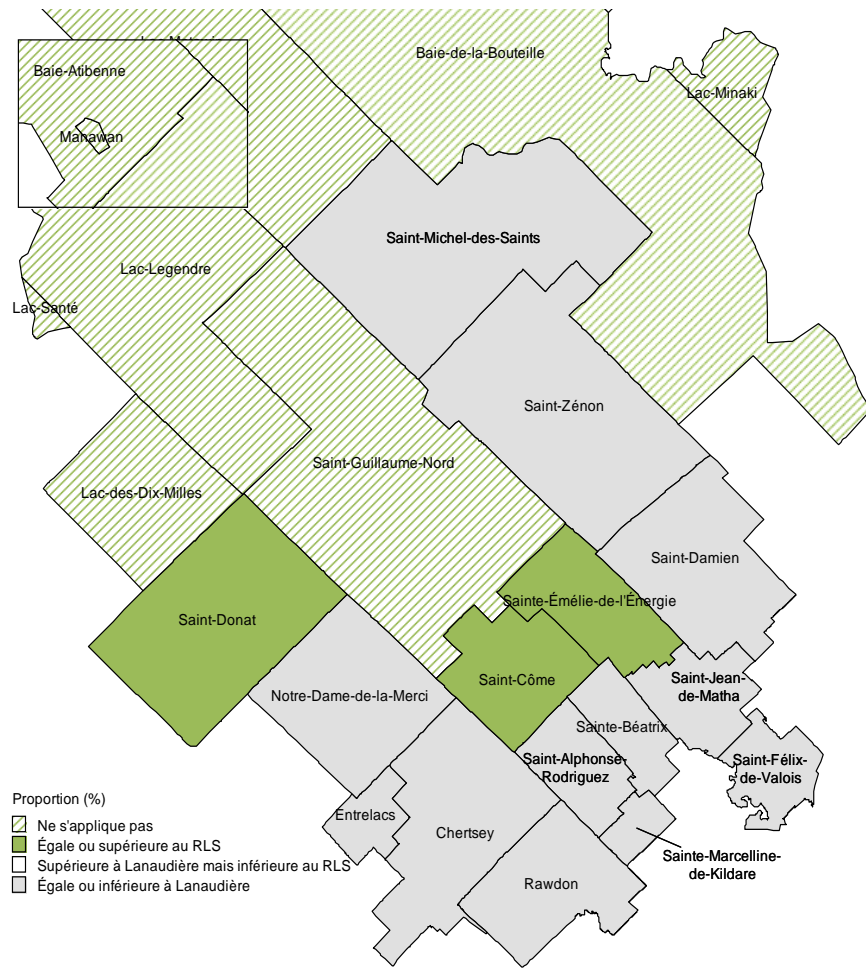 Baie-de-la-Bouteille
Baie-Atibenne
Lac-Minaki
Manawan
Saint-Michel-des-Saints
Lac-Legendre
Lac-Santé
Saint-Zénon
Saint-Guillaume-Nord
Lac-des-Dix-Milles
Saint-Damien
Sainte-Émélie-de-l'Énergie
Saint-Donat
Saint-Côme
Saint-Jean-
de-Matha
Notre-Dame-de-la-Merci
Sainte-Béatrix
Saint-Alphonse-
Rodriguez
Saint-Félix-
de-Valois
Entrelacs
Chertsey
Sainte-Marcelline-
de-Kildare
Rawdon
Proportion (%)
Ne s'applique pas
Égale ou supérieure au RLS
Supérieure à Lanaudière mais inférieure au RLS
Égale ou inférieure à Lanaudière